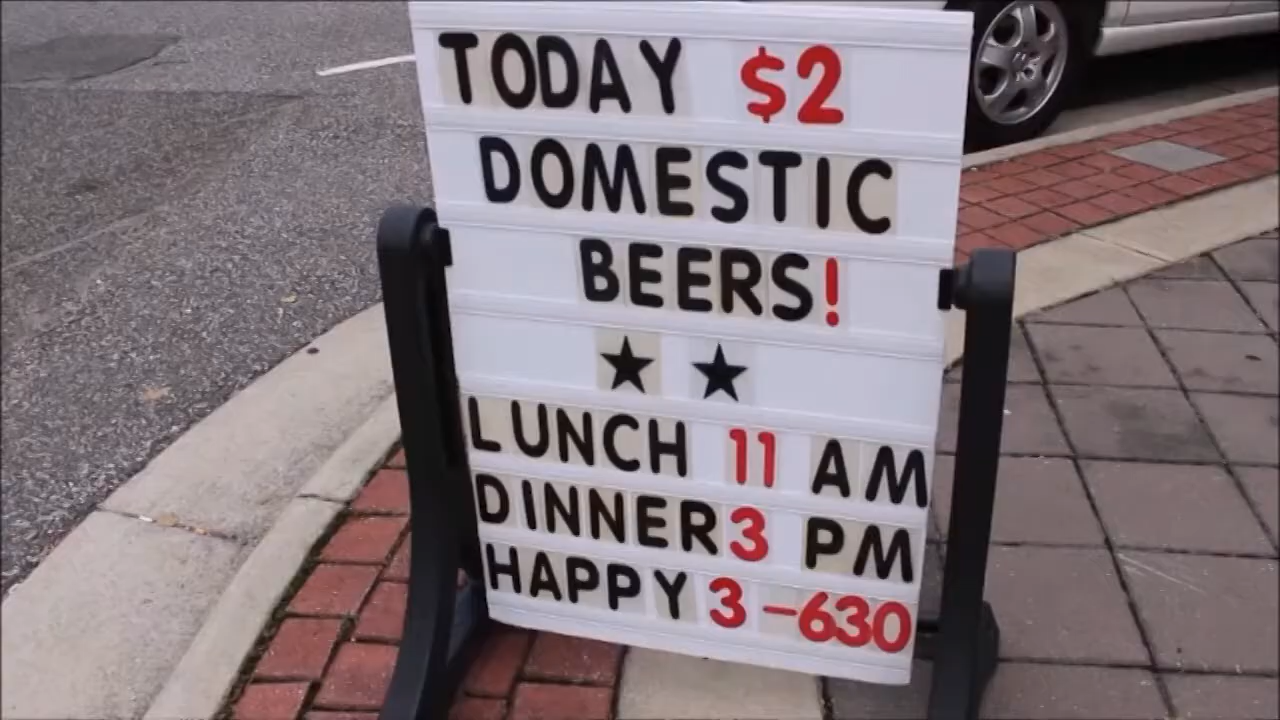 TODAY $2
DOMESTIC
BEERS!
★ ★
LUNCH 11 AM
DINNER 3 PM
HAPPY 3-630